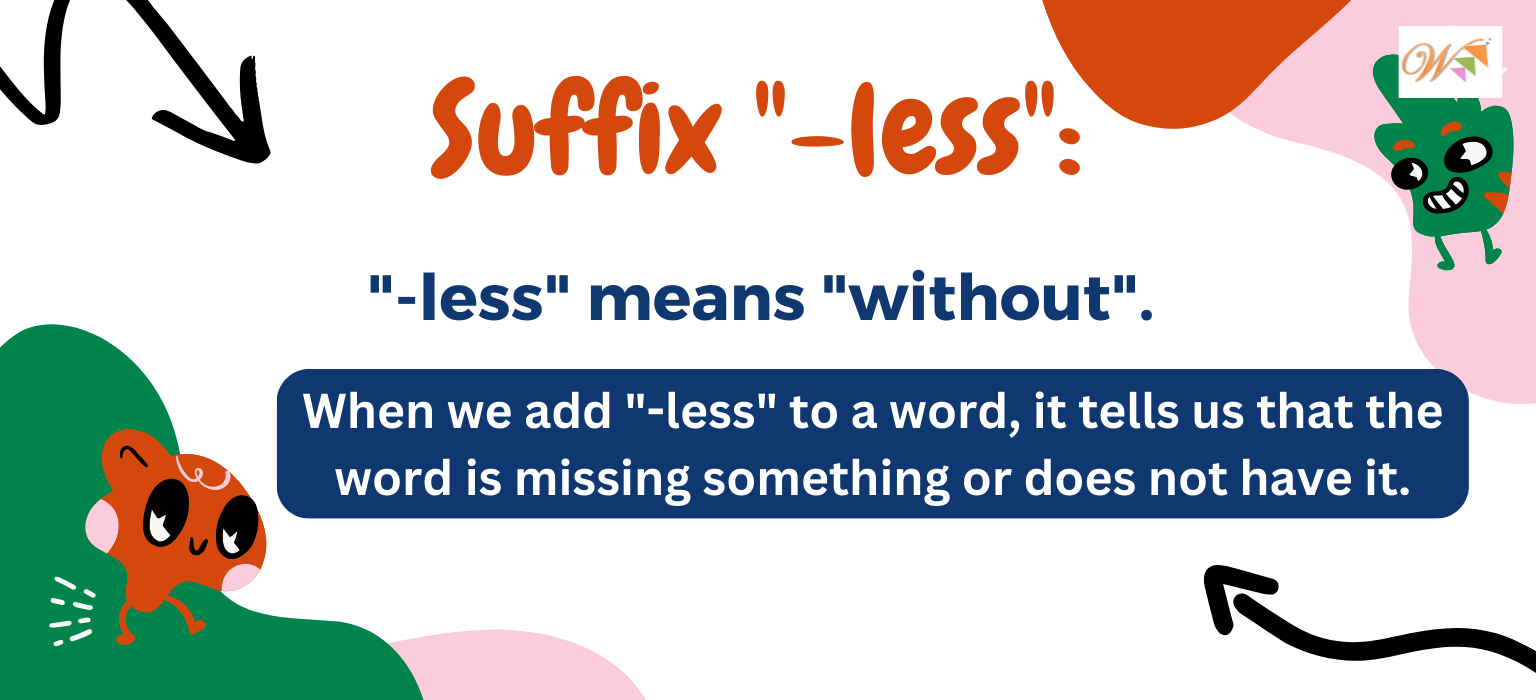 Suffix "-less":
"-less" means "without".
When we add "-less" to a word, it tells us that the
word is missing something or does not have it.
W